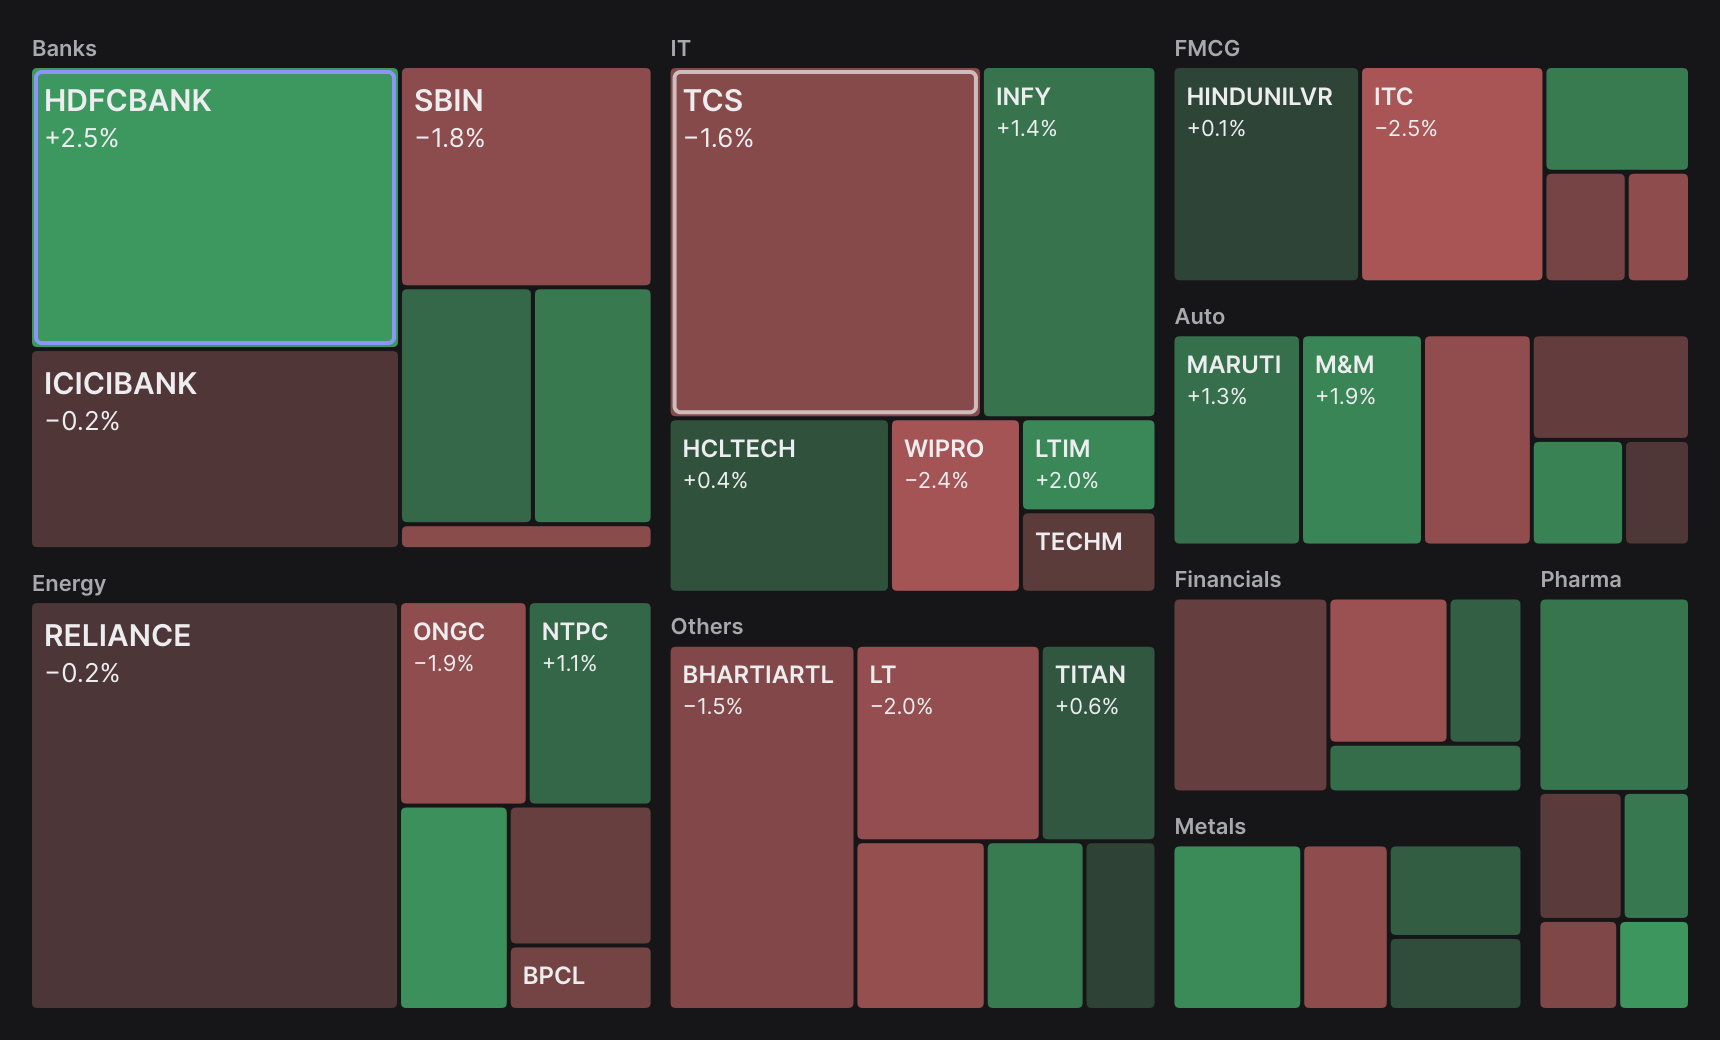 Banks
HDFCBANK
+2.5%
SBIN
−1.8%
ICICIBANK
−0.2%
Energy
RELIANCE
−0.2%
ONGC
−1.9%
NTPC
+1.1%
BPCL
IT
TCS
−1.6%
INFY
+1.4%
HCLTECH
+0.4%
WIPRO
−2.4%
LTIM
+2.0%
TECHM
Others
BHARTIARTL
−1.5%
LT
−2.0%
TITAN
+0.6%
FMCG
HINDUNILVR
+0.1%
ITC
−2.5%
Auto
MARUTI
+1.3%
M&M
+1.9%
Financials
Pharma
Metals